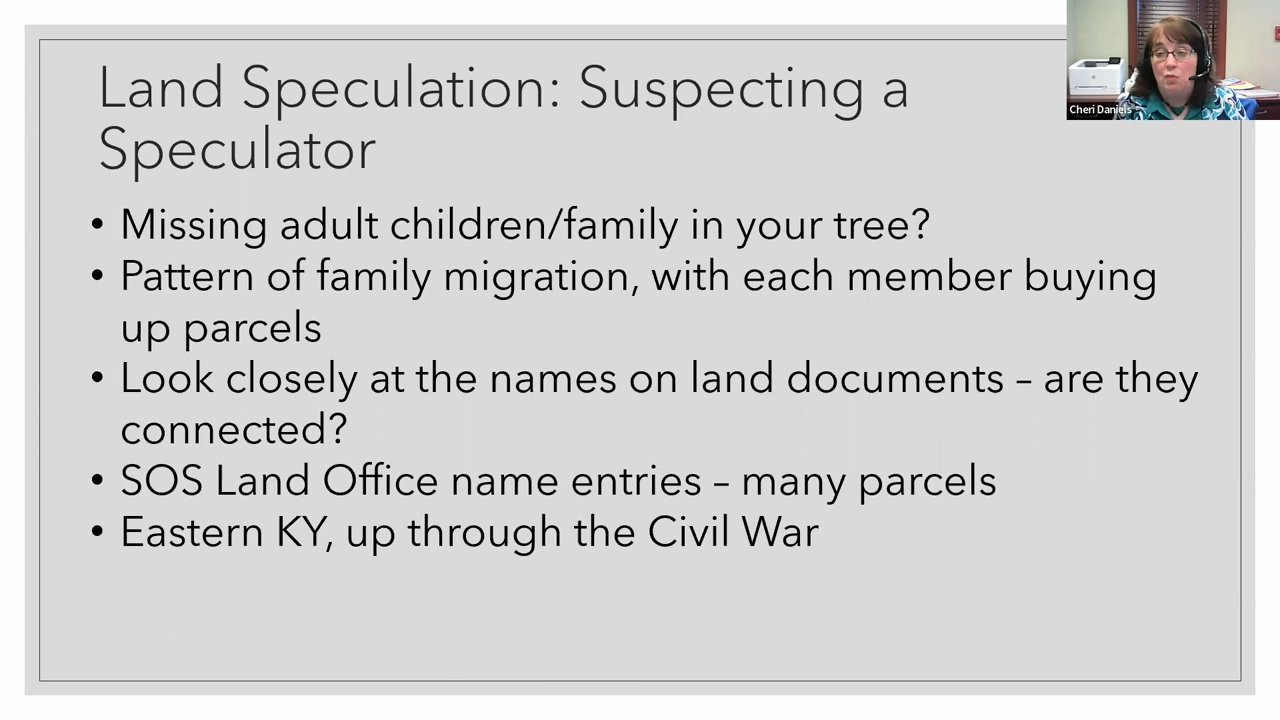 Land Speculation: Suspecting a
Speculator
• Missing adult children/family in your tree?
• Pattern of family migration, with each member buying
up parcels
• Look closely at the names on land documents – are they
connected?
• SOS Land Office name entries – many parcels
• Eastern KY, up through the Civil War
Cheri Daniels